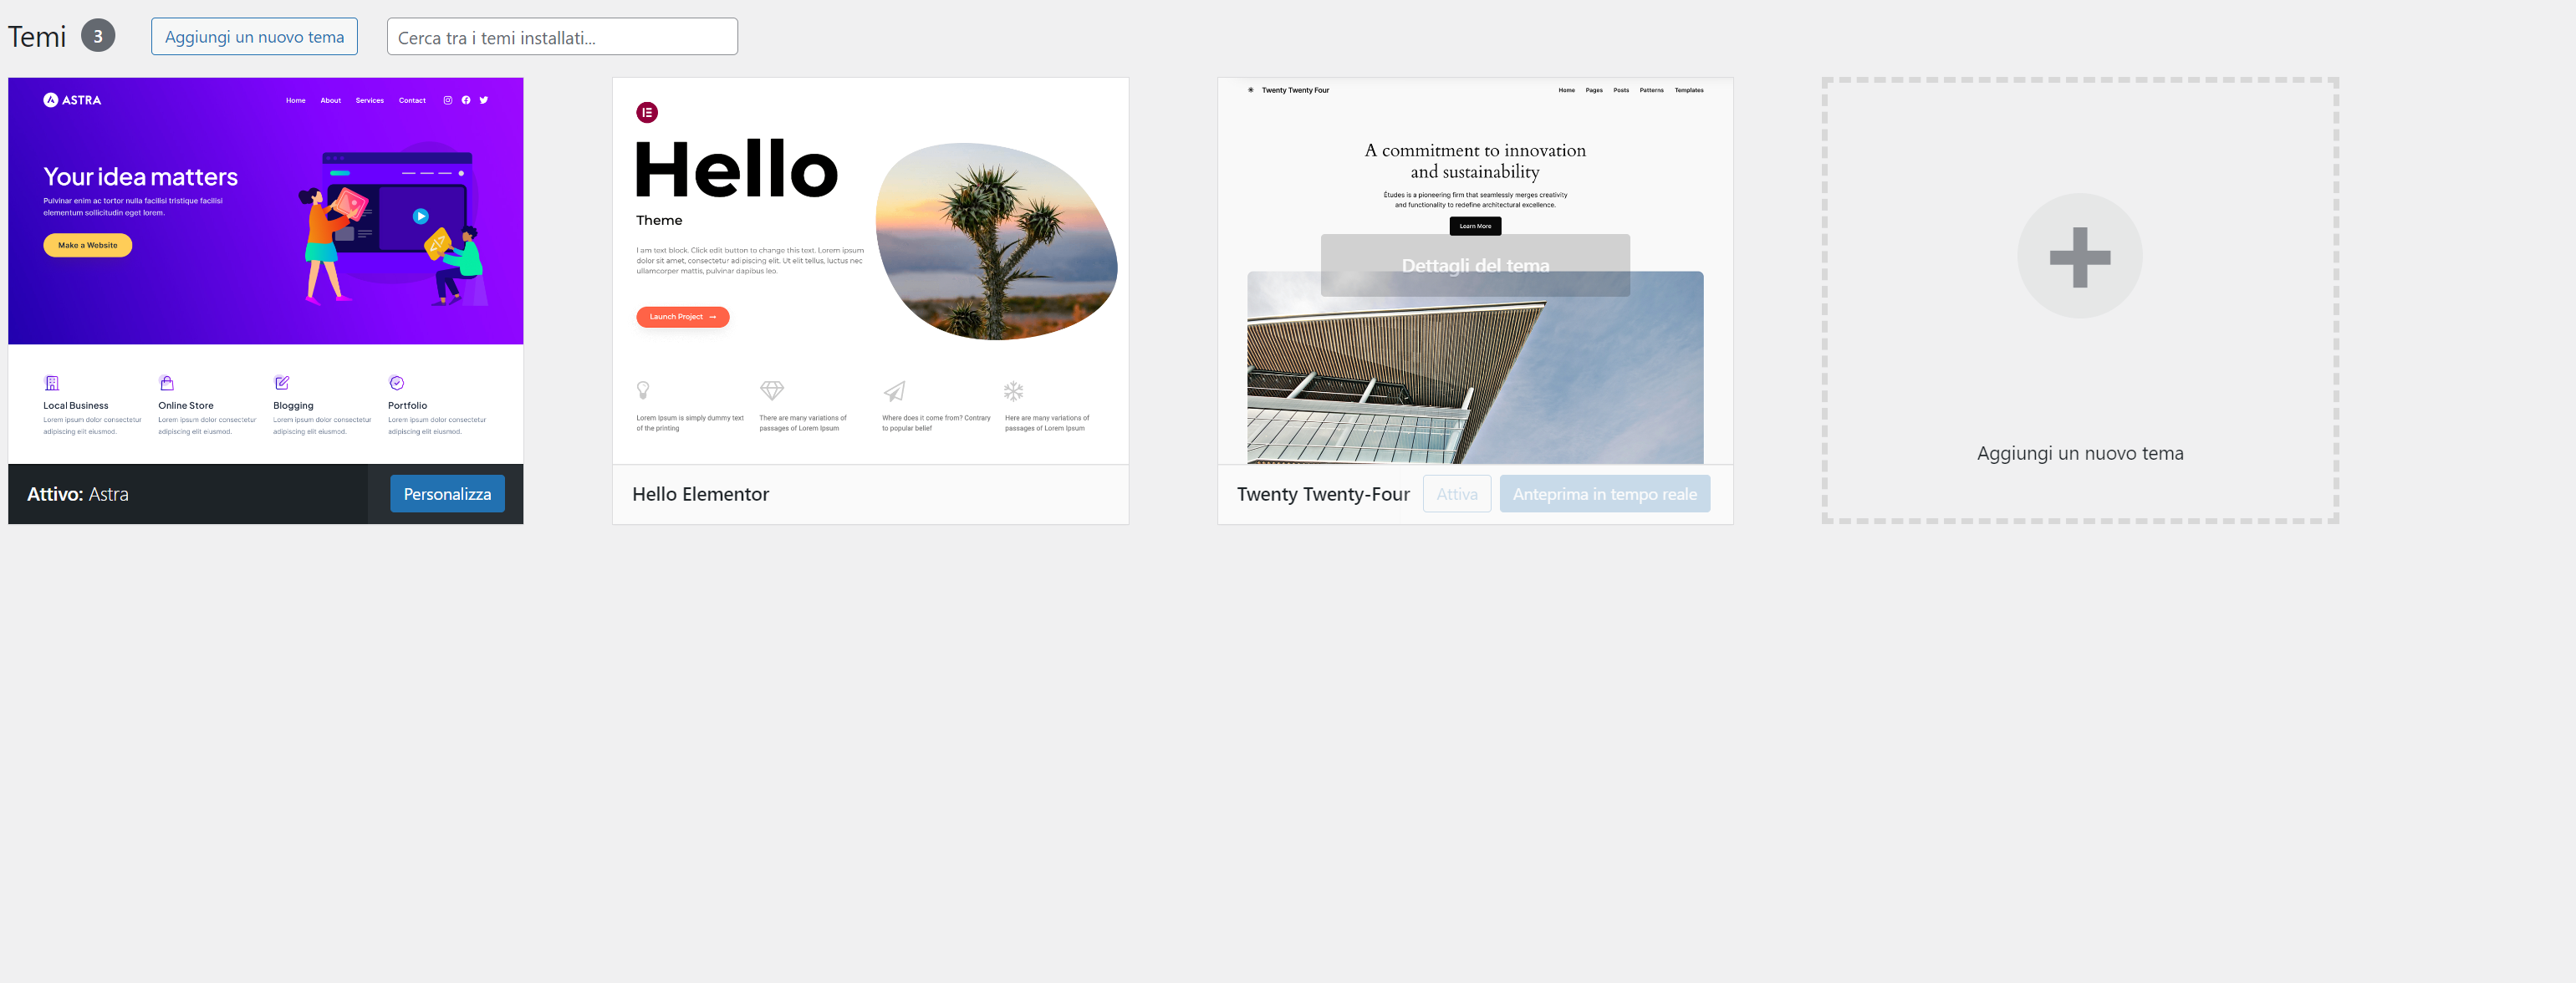 Temi 3 Aggiungi un nuovo tema Cerca tra i temi installati...
ASTRA
Home About Services Contact
Your idea matters
Pulvinar enim ac tortor nulla facilisi tristique facilisi
elementum sollicitudin eget lorem.
Make a Website
Local Business
Lorem ipsum dolor consectetur
adipiscing elit eiusmod.
Online Store
Lorem ipsum dolor consectetur
adipiscing elit eiusmod.
Blogging
Lorem ipsum dolor consectetur
adipiscing elit eiusmod.
Portfolio
Lorem ipsum dolor consectetur
adipiscing elit eiusmod.
Attivo: Astra Personalizza
Hello
Theme
I am text block. Click edit button to change this text. Lorem ipsum
dolor sit amet, consectetur adipiscing elit. Ut elit tellus, luctus nec
ullamcorper mattis, pulvinar dapibus leo.
Launch Project →
Lorem Ipsum is simply dummy text
of the printing
There are many variations of
passages of Lorem Ipsum
Where does it come from? Contrary
to popular belief
Here are many variations of
passages of Lorem Ipsum
Hello Elementor
Twenty Twenty Four
Home Pages Posts Patterns Templates
A commitment to innovation
and sustainability
Études is a pioneering firm that seamlessly merges creativity
and functionality to redefine architectural excellence.
Learn More
Dettagli del tema
Twenty Twenty-Four Attiva Anteprima in tempo reale
Aggiungi un nuovo tema